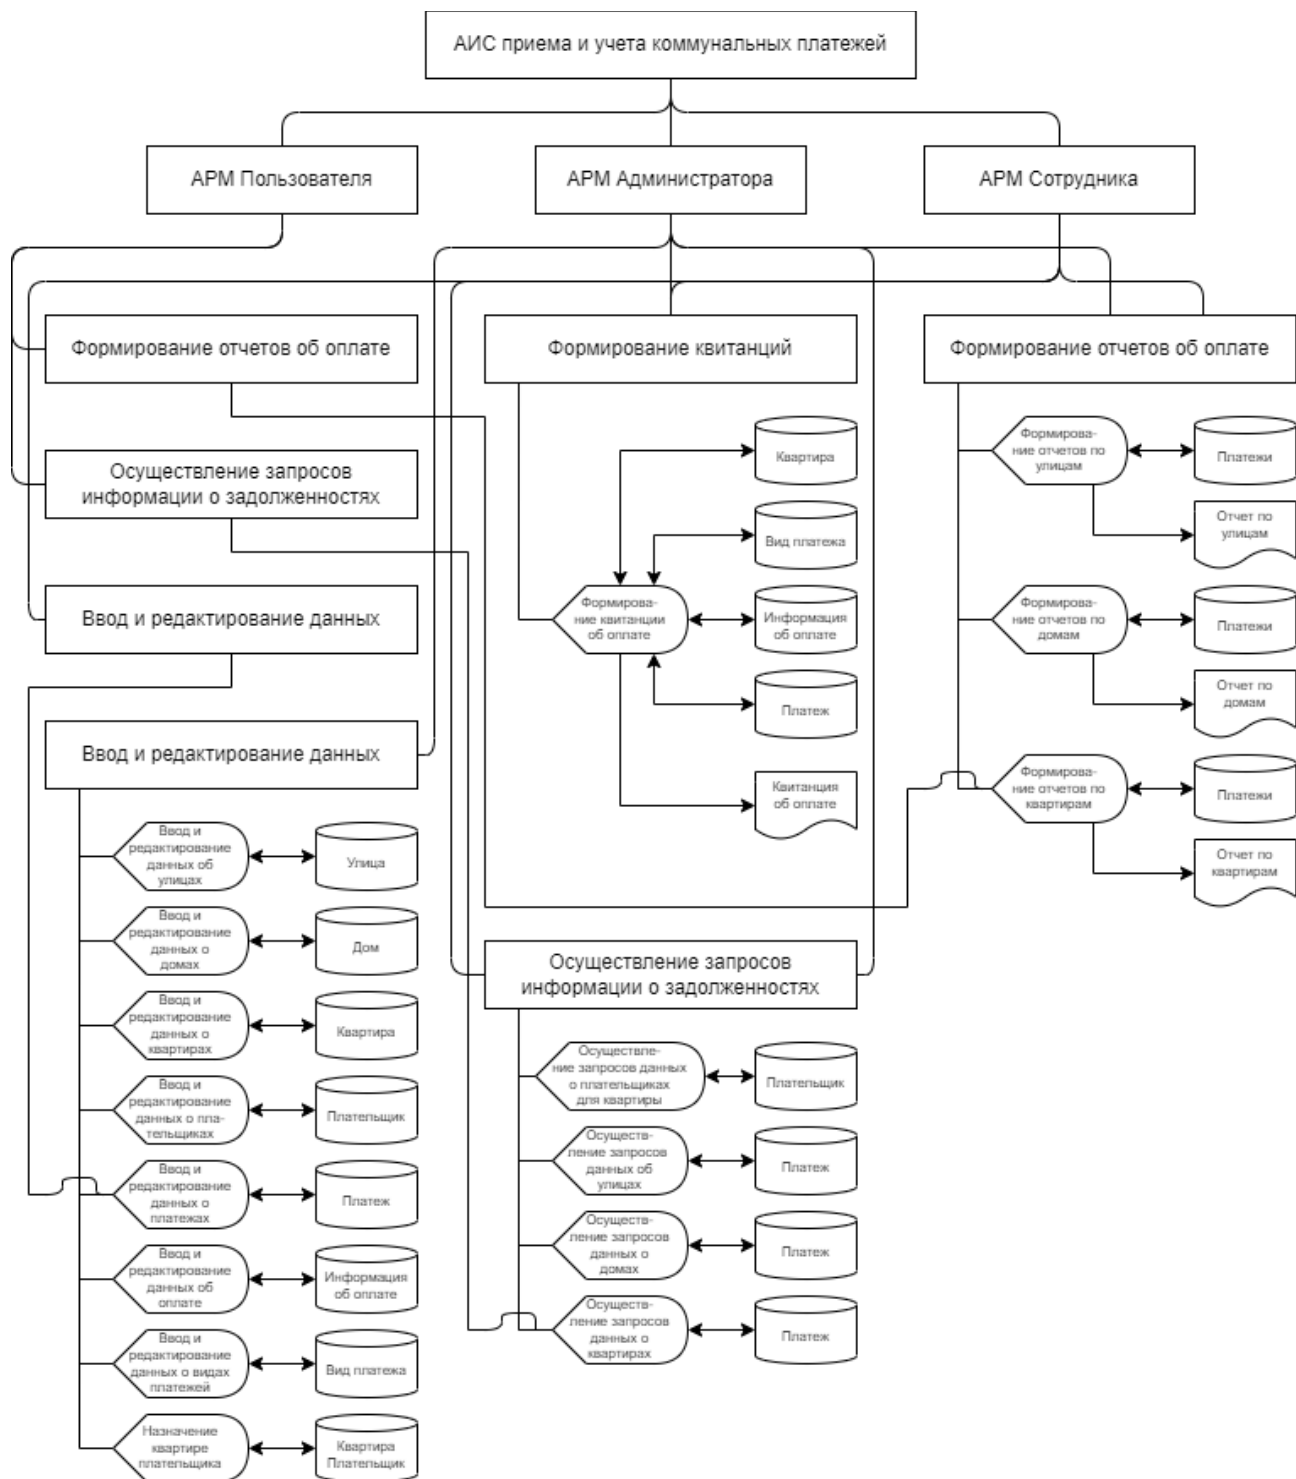 АИС приема и учета коммунальных платежей
АРМ Пользователя
АРМ Администратора
АРМ Сотрудника
Формирование отчетов об оплате
Осуществление запросов
информации о задолженностях
Ввод и редактирование данных
Ввод и редактирование данных
Ввод и
редактирование
данных об
улицах
Улица
Ввод и
редактирование
данных о
домах
Дом
Ввод и
редактирование
данных о
квартирах
Квартира
Ввод и
редактирование
данных о пла-
тельщиках
Плательщик
Ввод и
редактирование
данных о
платежах
Платеж
Ввод и
редактирование
данных об
оплате
Информация
об оплате
Ввод и
редактирование
данных о видах
платежей
Вид платежа
Назначение
квартире
плательщика
Квартира
Плательщик
Формирование квитанций
Квартира
Вид платежа
Формирова-
ние квитанции
об оплате
Информация
об оплате
Платеж
Квитанция
об оплате
Осуществление запросов
информации о задолженностях
Осуществле-
ние запросов данных
о плательщиках
для квартиры
Плательщик
Осуществ-
ление запросов
данных об
улицах
Платеж
Осуществ-
ление запросов
данных о
домах
Платеж
Осуществ-
ление запросов
данных о
квартирах
Платеж
Формирование отчетов об оплате
Формирова-
ние отчетов по
улицам
Платежи
Отчет по
улицам
Формирова-
ние отчетов по
домам
Платежи
Отчет по
домам
Формирова-
ние отчетов по
квартирам
Платежи
Отчет по
квартирам